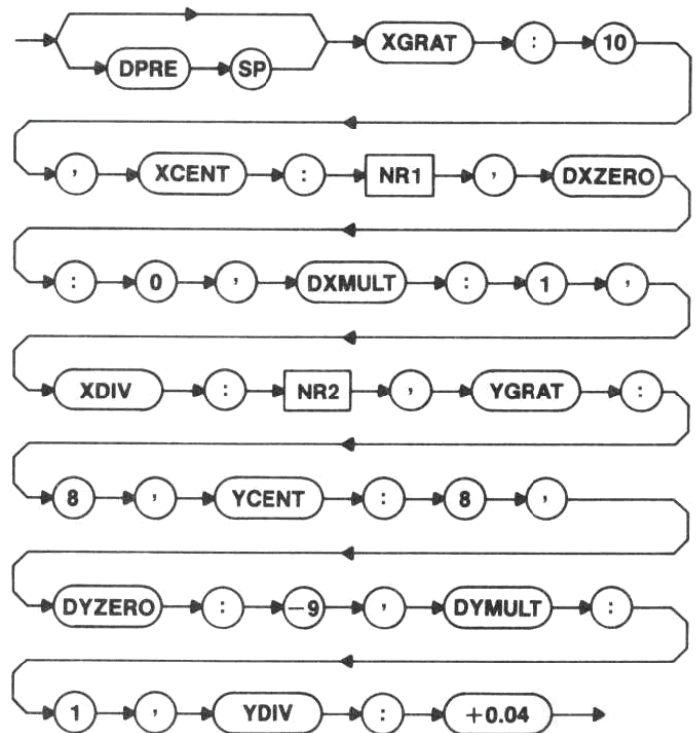 DPRE SP XGRAT : 10
, XCENT : NR1 , DXZERO
: 0 , DXMULT : 1 ,
XDIV : NR2 , YGRAT :
8 , YCENT : 8 ,
DYZERO : −9 , DYMULT :
1 , YDIV : +0.04